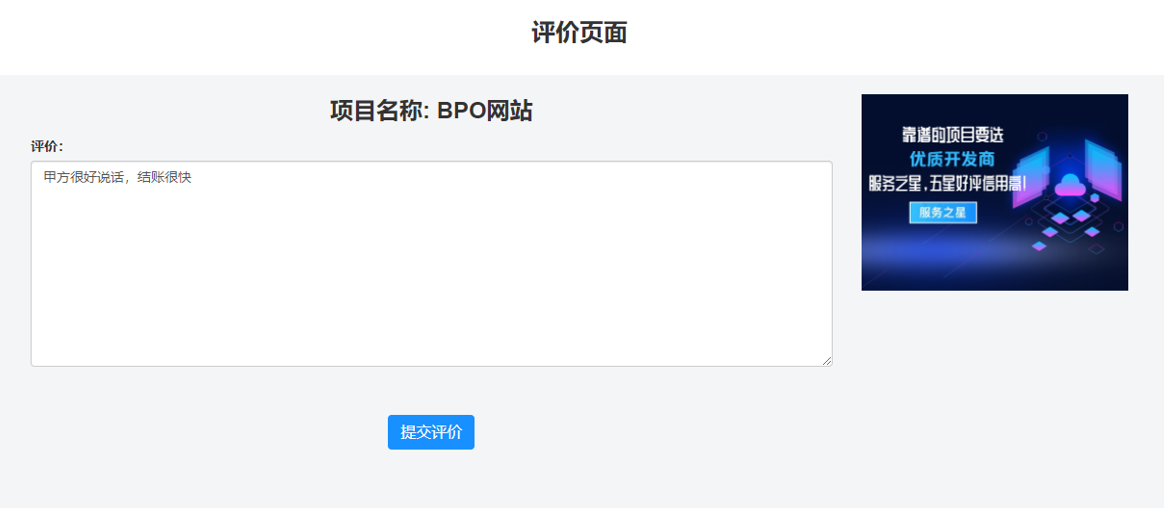 评价页面
项目名称: BPO网站
评价:
甲方很好说话，结账很快
提交评价
靠谱的项目要选
优质开发商
服务之星,五星好评信用高!
服务之星